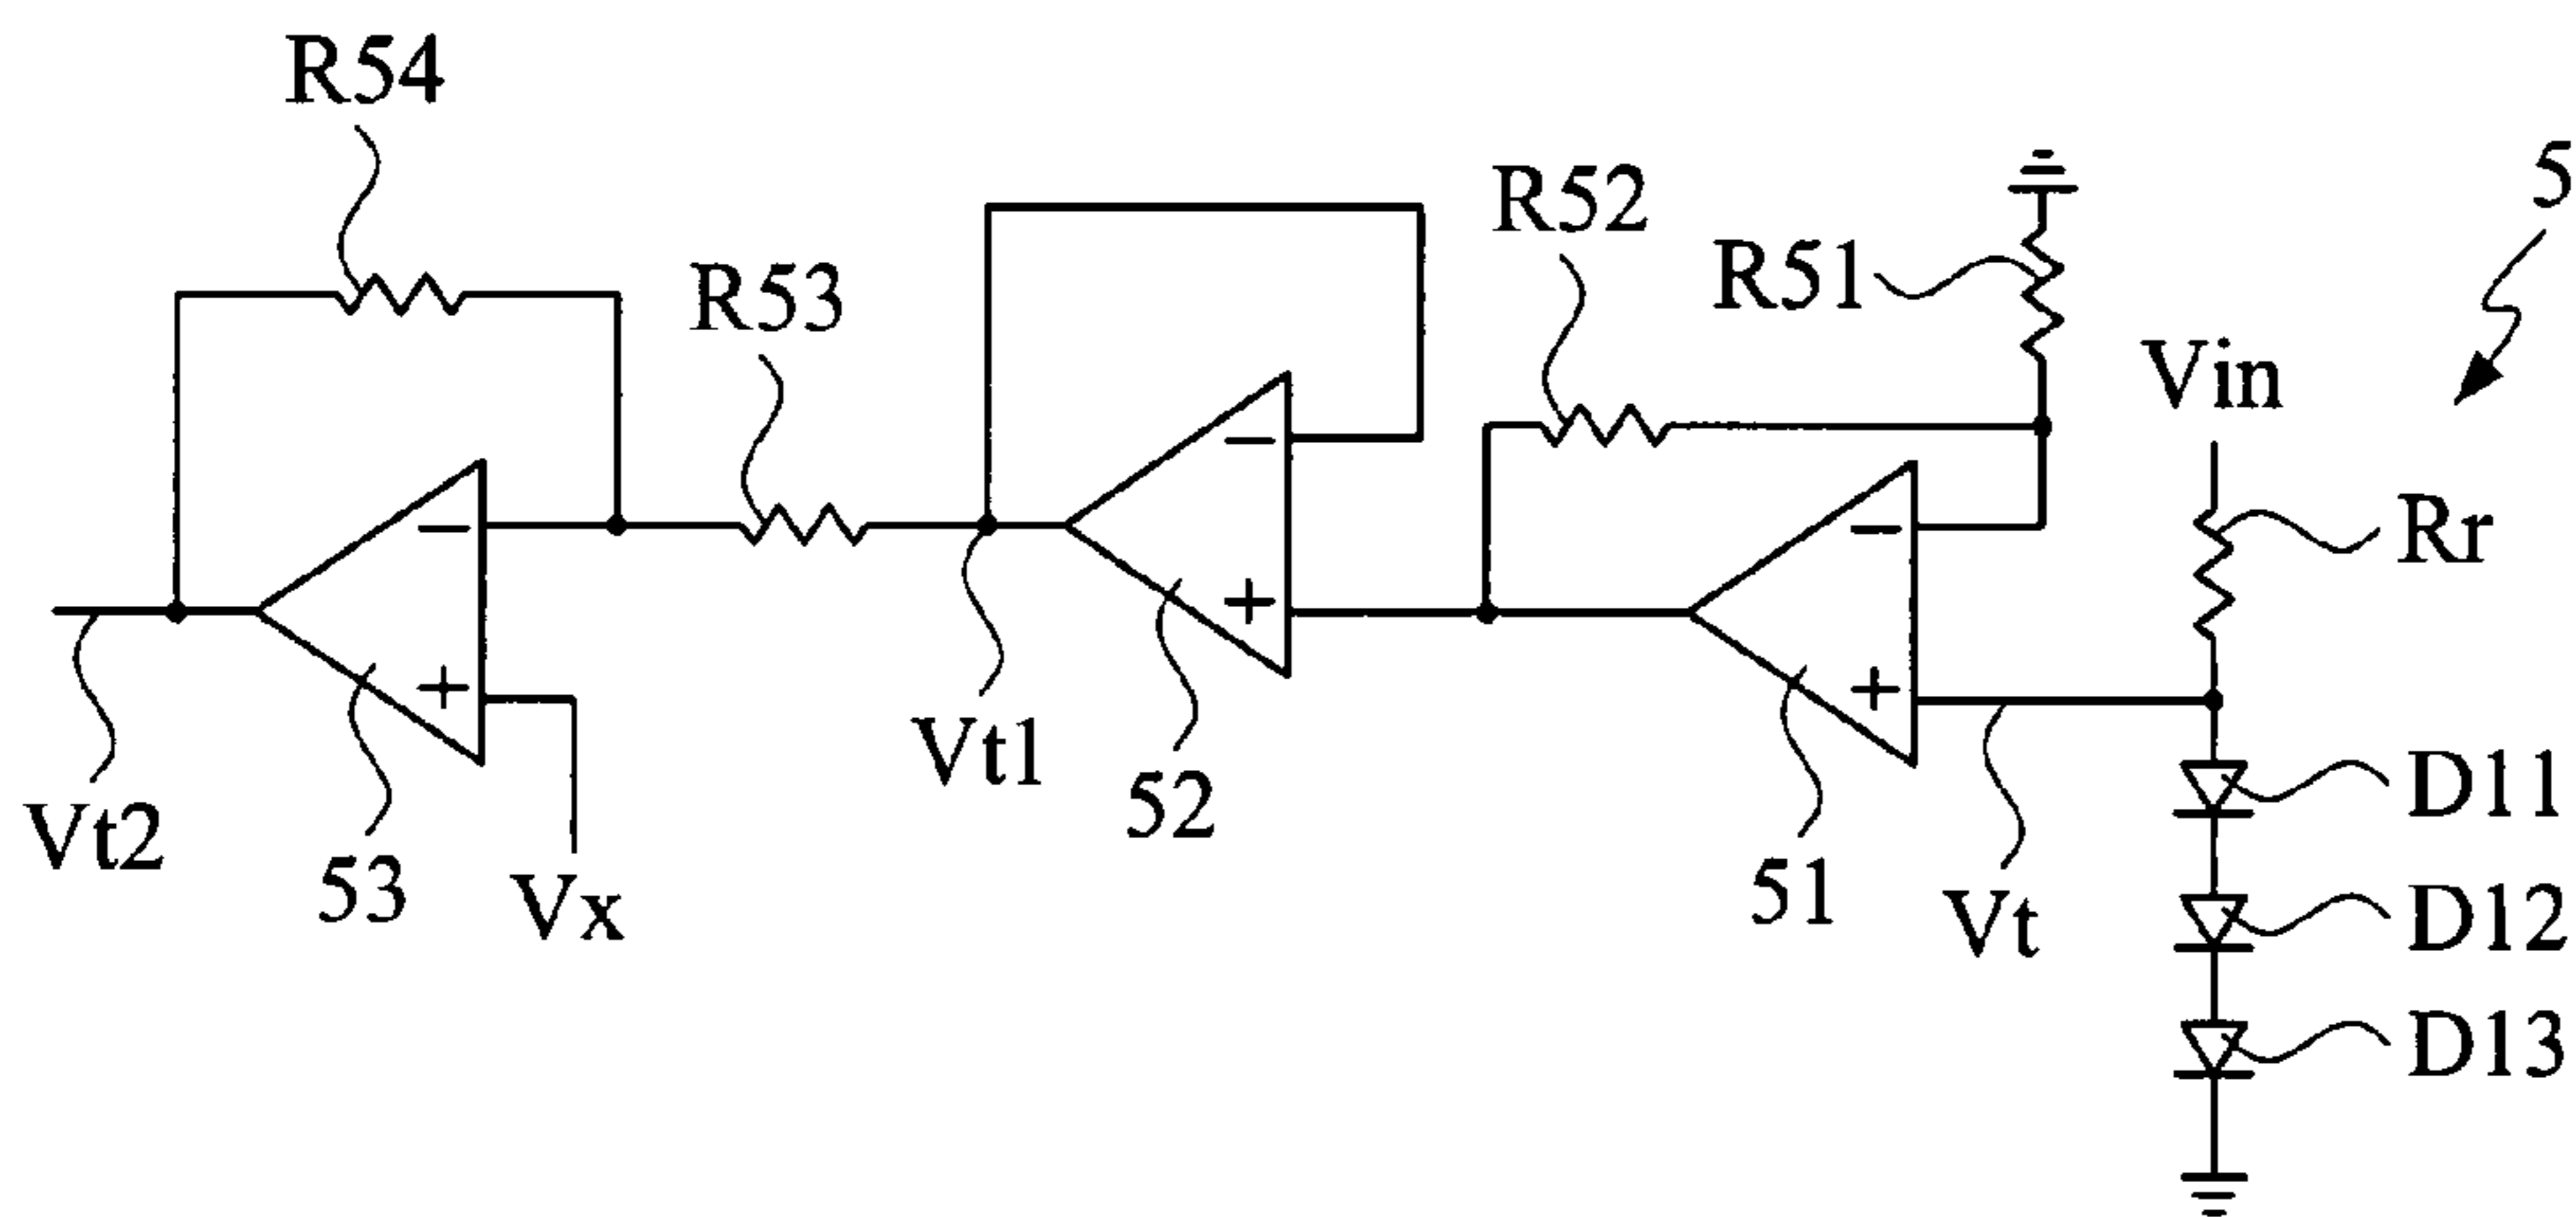 R54
R52
5
R51
R53
Vin
−
−
Rr
−
+
+
+
Vt1
D11
52
Vt2
53
Vx
51
Vt
D12
D13